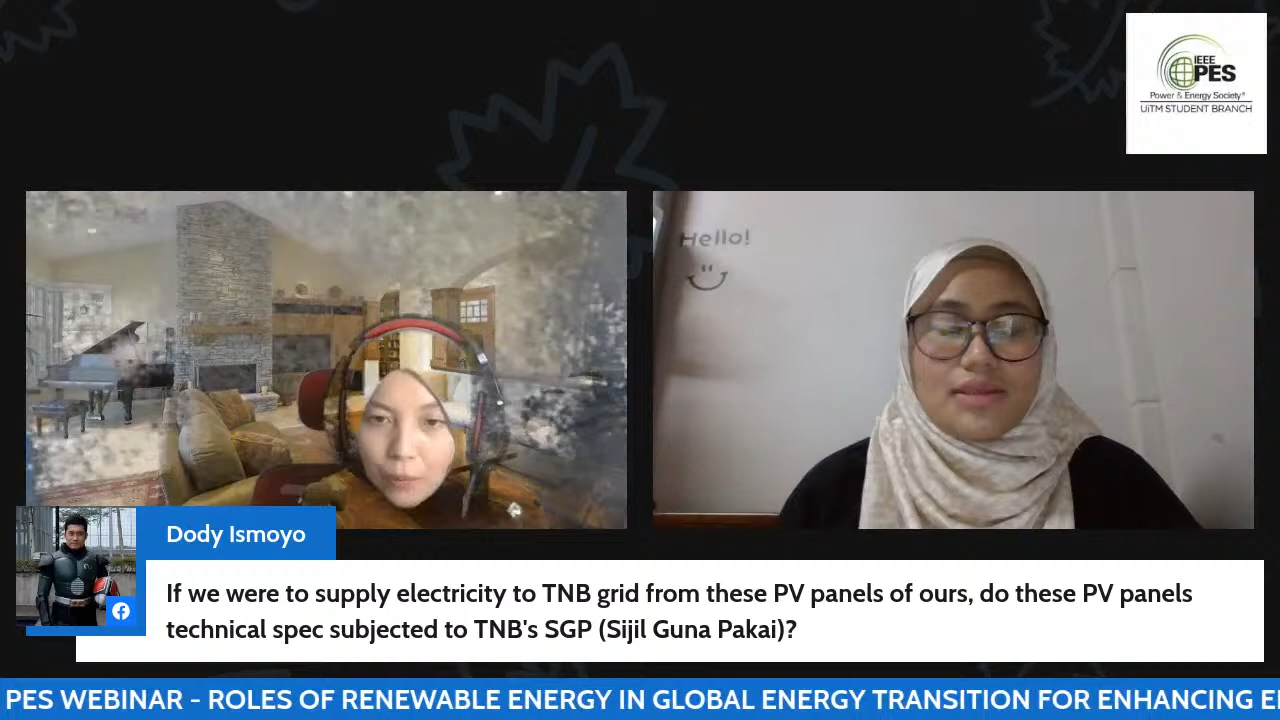 IEEE
PES
Power & Energy Society®
UiTM STUDENT BRANCH
Hello!
Dody Ismoyo
If we were to supply electricity to TNB grid from these PV panels of ours, do these PV panels
technical spec subjected to TNB's SGP (Sijil Guna Pakai)?
PES WEBINAR - ROLES OF RENEWABLE ENERGY IN GLOBAL ENERGY TRANSITION FOR ENHANCING